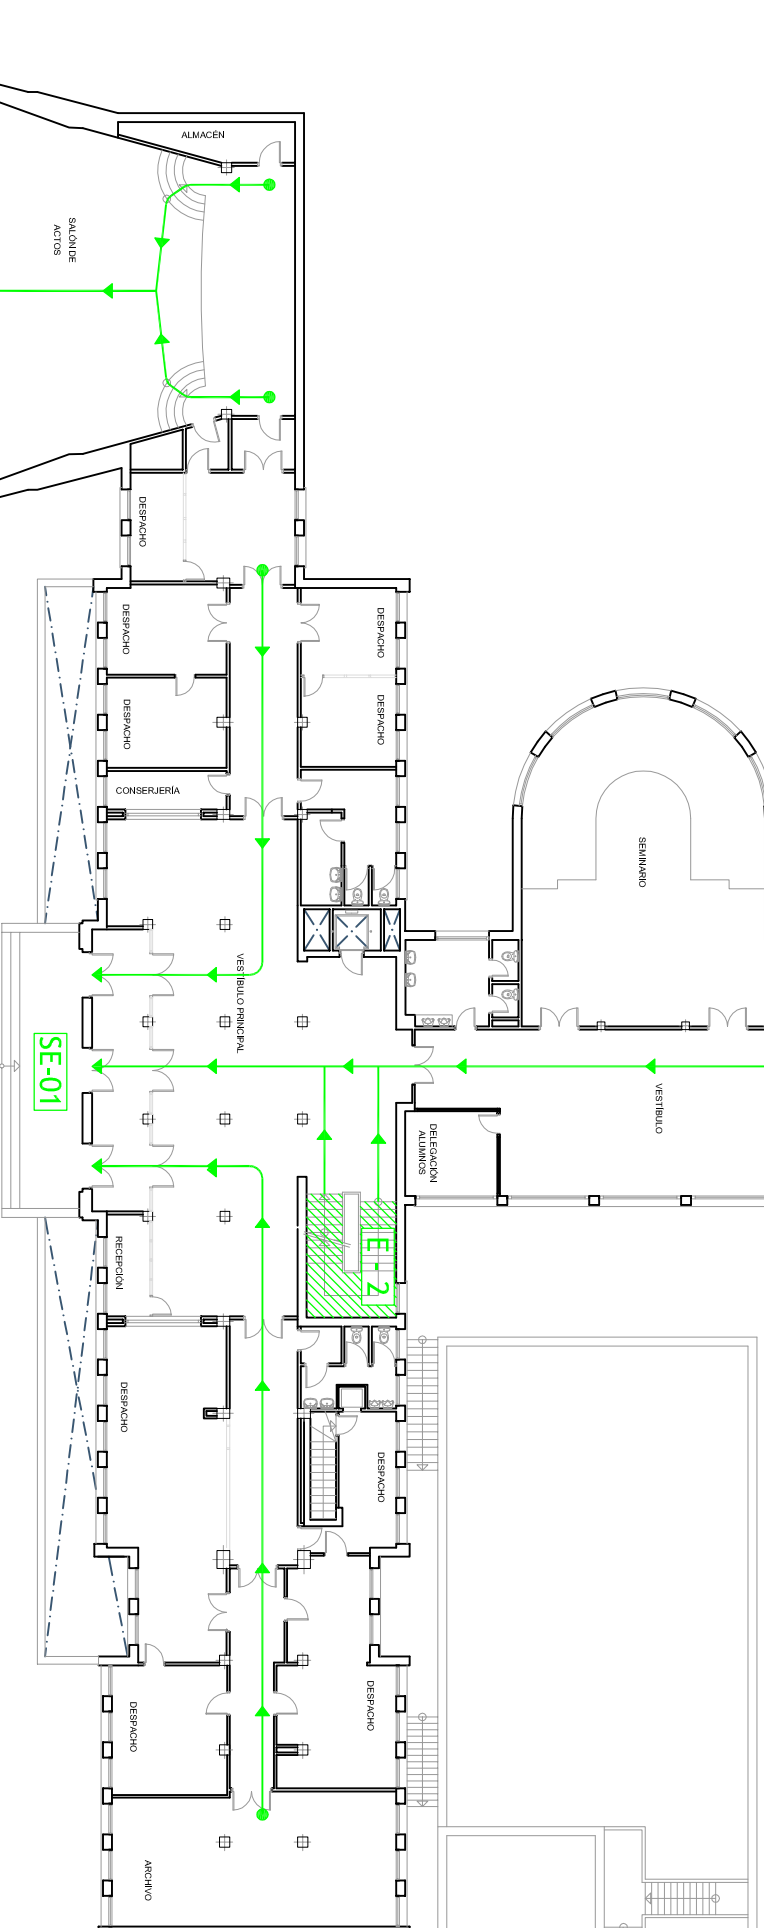 ALMACÉN
SALÓN DE
ACTOS
DESPACHO
DESPACHO
DESPACHO
DESPACHO
DESPACHO
CONSERJERÍA
SEMINARIO
VESTÍBULO PRINCIPAL
SE-01
VESTÍBULO
DELEGACIÓN
ALUMNOS
RECEPCIÓN
E - 2
DESPACHO
DESPACHO
DESPACHO
DESPACHO
ARCHIVO